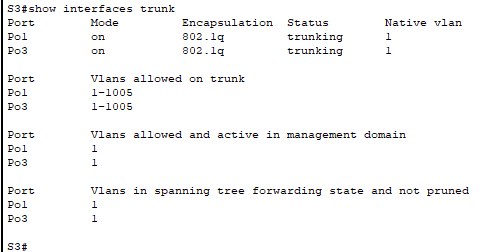 S3#show interfaces trunk
Port Mode Encapsulation Status Native vlan
Po1 on 802.1q trunking 1
Po3 on 802.1q trunking 1
Port Vlans allowed on trunk
Po1 1-1005
Po3 1-1005
Port Vlans allowed and active in management domain
Po1 1
Po3 1
Port Vlans in spanning tree forwarding state and not pruned
Po1 1
Po3 1
S3#